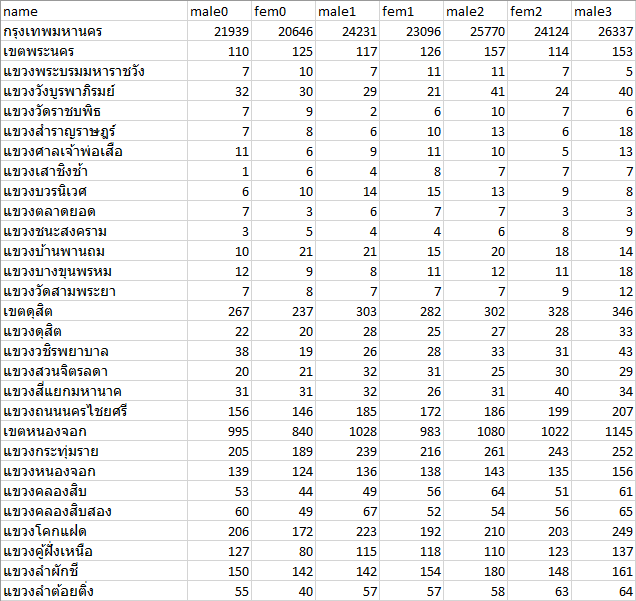 name male0 fem0 male1 fem1 male2 fem2 male3
กรุงเทพมหานคร 21939 20646 24231 23096 25770 24124 26337
เขตพระนคร 110 125 117 126 157 114 153
แขวงพระบรมมหาราชวัง 7 10 7 11 11 7 5
แขวงวังบูรพาภิรมย์ 32 30 29 21 41 24 40
แขวงวัดราชบพิธ 7 9 2 6 10 7 6
แขวงสำราญราษฎร์ 7 8 6 10 13 6 18
แขวงศาลเจ้าพ่อเสือ 11 6 9 11 10 5 13
แขวงเสาชิงช้า 1 6 4 8 7 7 7
แขวงบวรนิเวศ 6 10 14 15 13 9 8
แขวงตลาดยอด 7 3 6 7 7 3 3
แขวงชนะสงคราม 3 5 4 4 6 8 9
แขวงบ้านพานถม 10 21 21 15 20 18 14
แขวงบางขุนพรหม 12 9 8 11 12 11 18
แขวงวัดสามพระยา 7 8 7 7 7 9 12
เขตดุสิต 267 237 303 282 302 328 346
แขวงดุสิต 22 20 28 25 27 28 33
แขวงวชิรพยาบาล 38 19 26 28 33 31 43
แขวงสวนจิตรลดา 20 21 32 31 25 30 29
แขวงสี่แยกมหานาค 31 31 32 26 31 40 34
แขวงถนนนครไชยศรี 156 146 185 172 186 199 207
เขตหนองจอก 995 840 1028 983 1080 1022 1145
แขวงกระทุ่มราย 205 189 239 216 261 243 252
แขวงหนองจอก 139 124 136 138 143 135 156
แขวงคลองสิบ 53 44 49 56 64 51 61
แขวงคลองสิบสอง 60 49 67 52 54 56 65
แขวงโคกแฝด 206 172 223 192 210 203 249
แขวงคู้ฝั่งเหนือ 127 80 115 118 110 123 137
แขวงลำผักชี 150 142 142 154 180 148 161
แขวงลำต้อยติ่ง 55 40 57 57 58 63 64